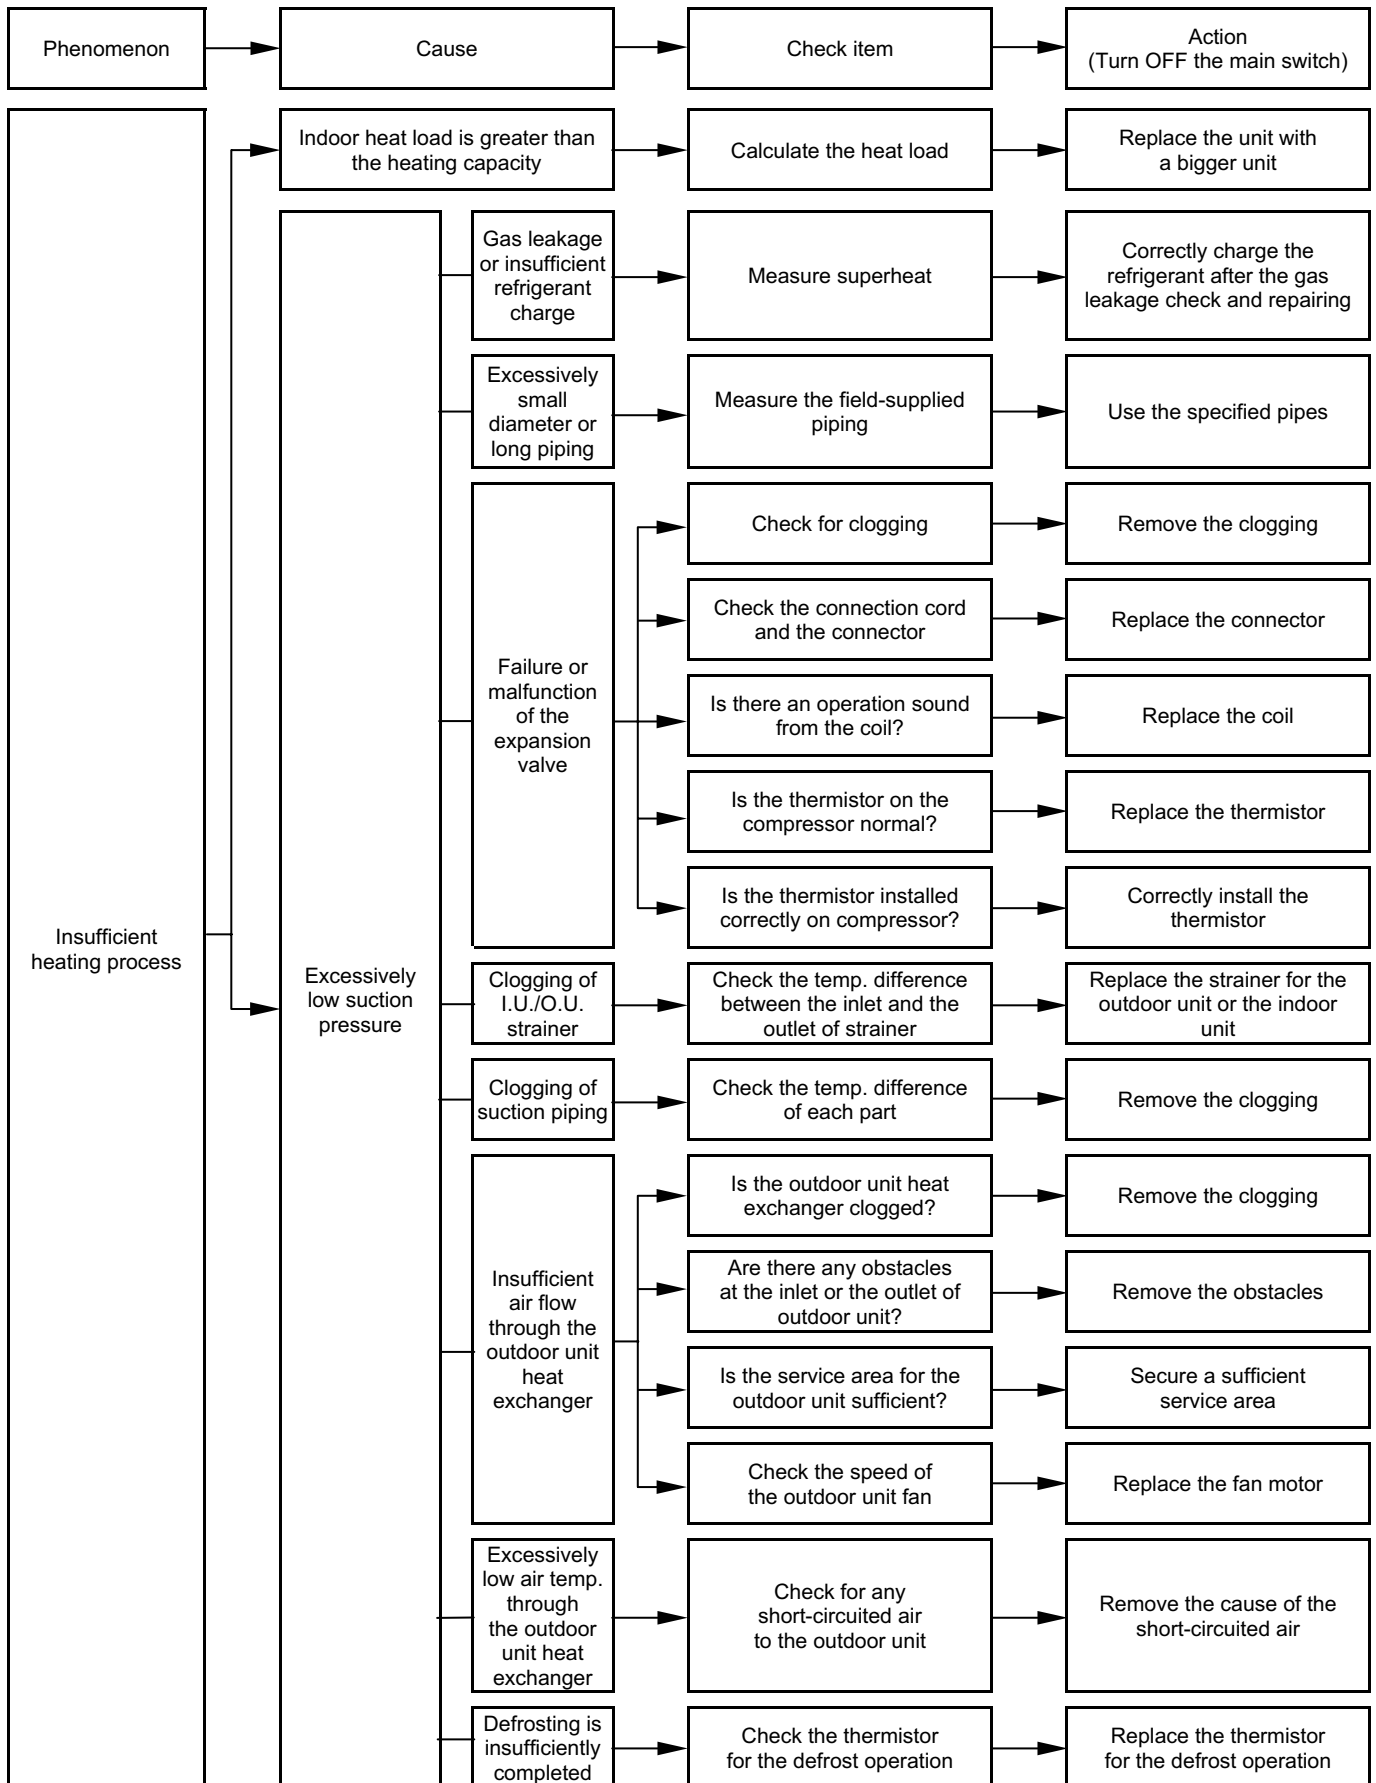 Phenomenon
Cause
Check item
Action
(Turn OFF the main switch)
Insufficient
heating process
Indoor heat load is greater than
the heating capacity
Calculate the heat load
Replace the unit with
a bigger unit
Excessively
low suction
pressure
Gas leakage
or insufficient
refrigerant
charge
Measure superheat
Correctly charge the
refrigerant after the gas
leakage check and repairing
Excessively
small
diameter or
long piping
Measure the field-supplied
piping
Use the specified pipes
Failure or
malfunction
of the
expansion
valve
Check for clogging
Remove the clogging
Check the connection cord
and the connector
Replace the connector
Is there an operation sound
from the coil?
Replace the coil
Is the thermistor on the
compressor normal?
Replace the thermistor
Is the thermistor installed
correctly on compressor?
Correctly install the
thermistor
Clogging of
I.U./O.U.
strainer
Check the temp. difference
between the inlet and the
outlet of strainer
Replace the strainer for the
outdoor unit or the indoor
unit
Clogging of
suction piping
Check the temp. difference
of each part
Remove the clogging
Insufficient
air flow
through the
outdoor unit
heat
exchanger
Is the outdoor unit heat
exchanger clogged?
Remove the clogging
Are there any obstacles
at the inlet or the outlet of
outdoor unit?
Remove the obstacles
Is the service area for the
outdoor unit sufficient?
Secure a sufficient
service area
Check the speed of
the outdoor unit fan
Replace the fan motor
Excessively
low air temp.
through
the outdoor
unit heat
exchanger
Check for any
short-circuited air
to the outdoor unit
Remove the cause of the
short-circuited air
Defrosting is
insufficiently
completed
Check the thermistor
for the defrost operation
Replace the thermistor
for the defrost operation